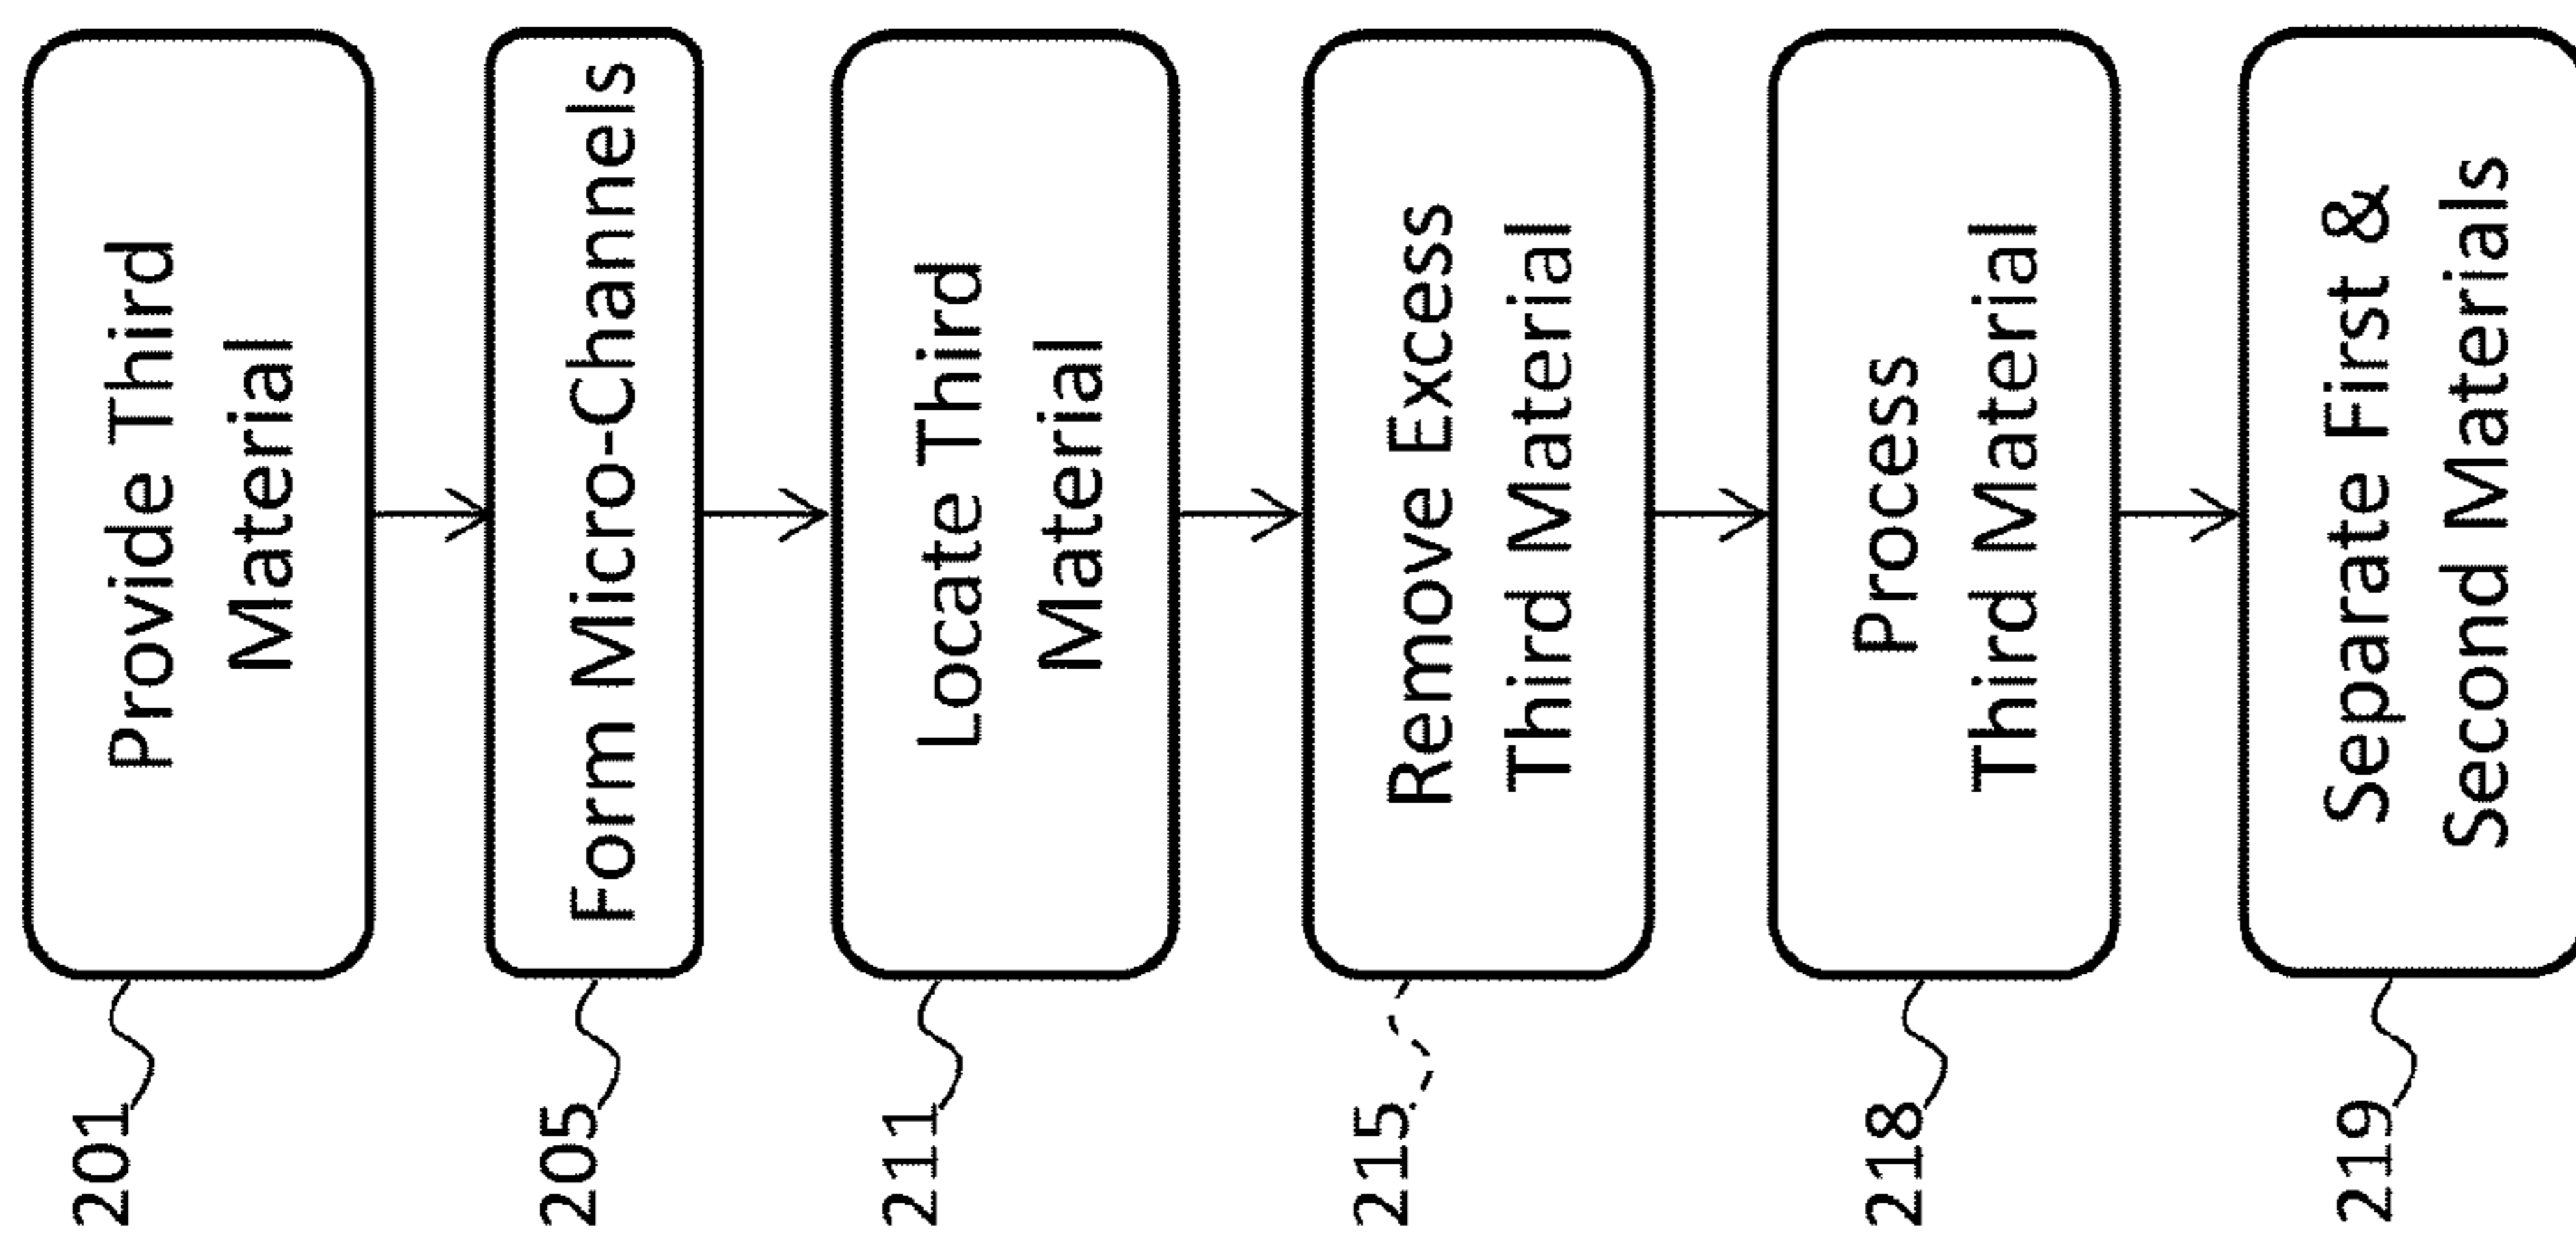 201
Provide Third
Material
205
Form Micro-Channels
211
Locate Third
Material
215
Remove Excess
Third Material
218
Process
Third Material
219
Separate First &
Second Materials